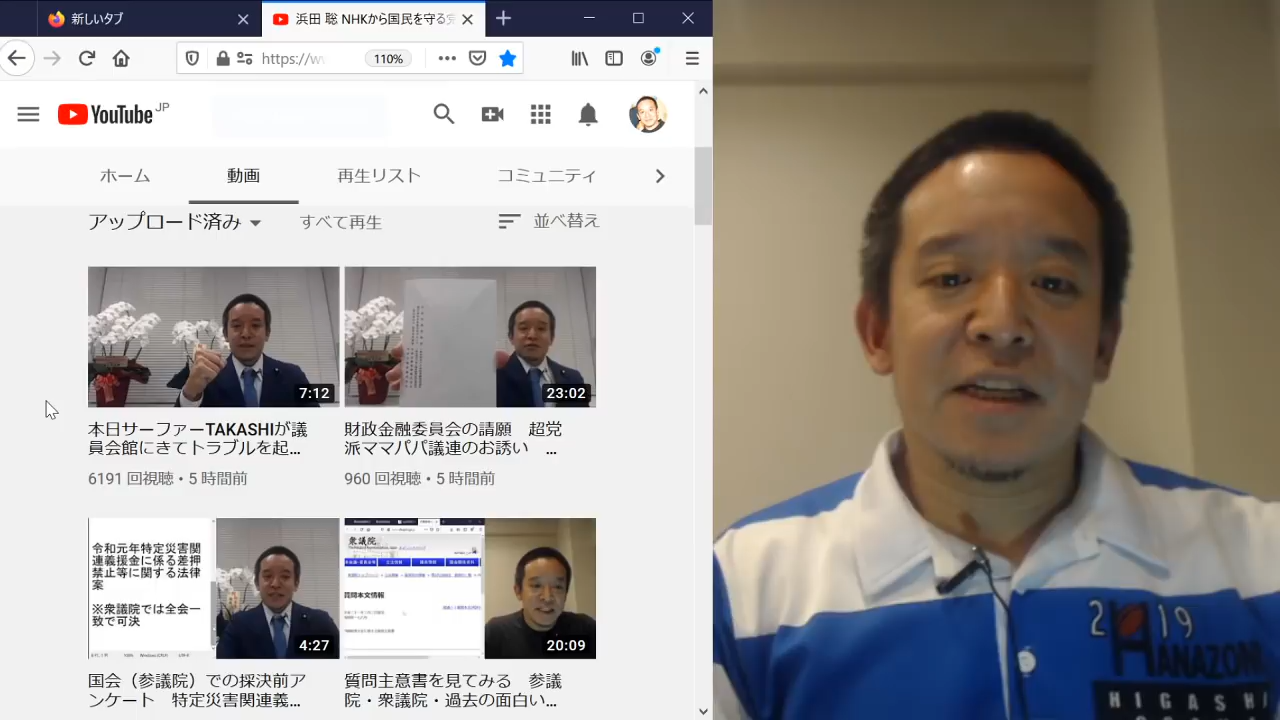 新しいタブ
浜田 聡 NHKから国民を守る党
https://w
110%
YouTube JP
ホーム
動画
再生リスト
コミュニティ
アップロード済み
すべて再生
並べ替え
7:12
23:02
本日サーファーTAKASHIが議
員会館にきてトラブルを起...
6191 回視聴・5 時間前
財政金融委員会の請願 超党
派ママパパ議連のお誘い ...
960 回視聴・5 時間前
令和元年特定災害関
連義援金に係る差押
禁止等に関する法律
案
※衆議院では全会一
致で可決
4:27
衆議院
質問本文情報
20:09
国会（参議院）での採決前ア
ンケート 特定災害関連義...
質問主意書を見てみる 参議
院・衆議院・過去の面白い...
2019
HANAZONO
HIGASHI